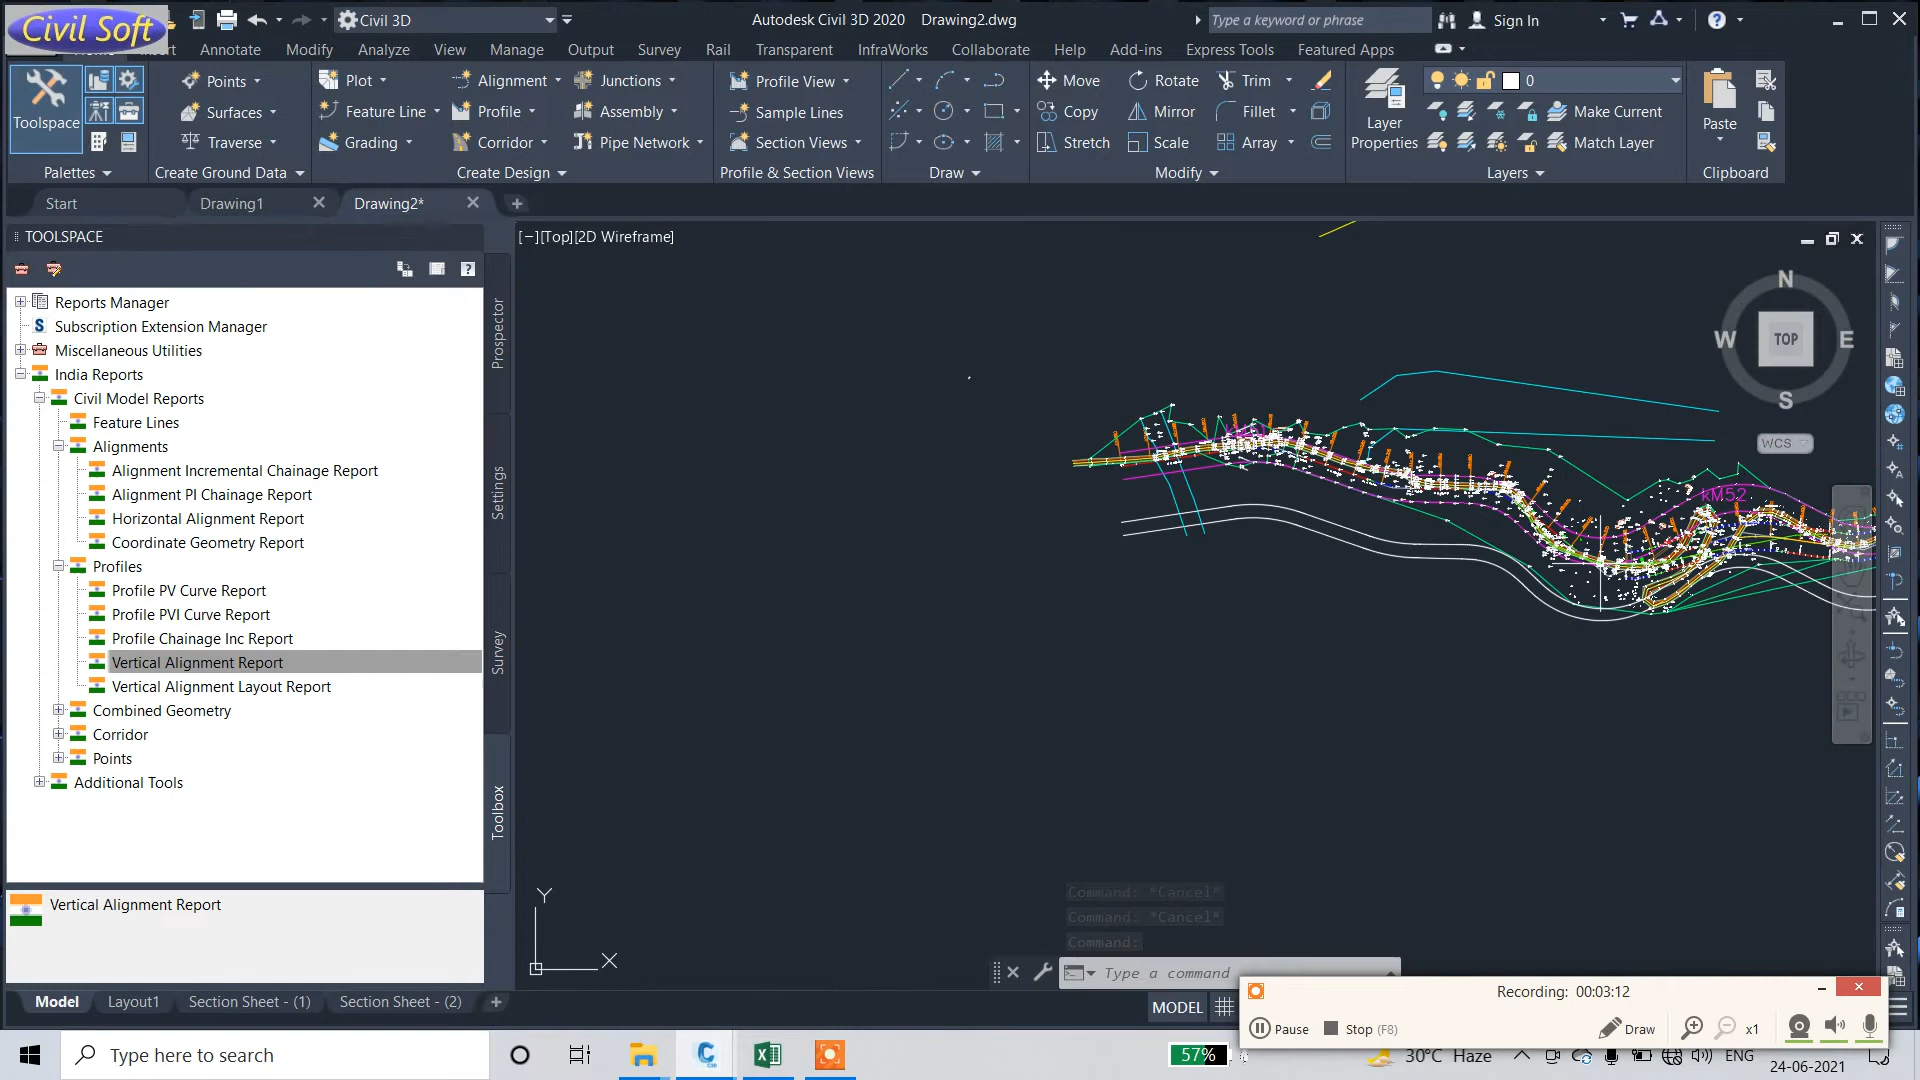 Civil Soft
Civil 3D
Autodesk Civil 3D 2020 Drawing2.dwg
Type a keyword or phrase
Sign In
Annotate Modify Analyze View Manage Output Survey Rail Transparent InfraWorks Collaborate Help Add-ins Express Tools Featured Apps
Toolspace
Palettes
Points
Surfaces
Traverse
Create Ground Data
Plot Alignment Junctions
Feature Line Profile Assembly
Grading Corridor Pipe Network
Create Design
Profile View
Sample Lines
Section Views
Profile & Section Views
Draw
Move Rotate Trim
Copy Mirror Fillet
Stretch Scale Array
Modify
Layer Properties
0
Make Current
Match Layer
Layers
Paste
Clipboard
Start Drawing1 Drawing2*
TOOLSPACE
[−][Top][2D Wireframe]
Reports Manager
Subscription Extension Manager
Miscellaneous Utilities
India Reports
Civil Model Reports
Feature Lines
Alignments
Alignment Incremental Chainage Report
Alignment PI Chainage Report
Horizontal Alignment Report
Coordinate Geometry Report
Profiles
Profile PV Curve Report
Profile PVI Curve Report
Profile Chainage Inc Report
Vertical Alignment Report
Vertical Alignment Layout Report
Combined Geometry
Corridor
Points
Additional Tools
Prospector
Settings
Survey
Toolbox
N
W TOP E
S
WCS
KM52
Vertical Alignment Report
Y
X
Command: *Cancel*
Command: *Cancel*
Command:
Type a command
Model Layout1 Section Sheet - (1) Section Sheet - (2)
MODEL
Recording: 00:03:12
Pause Stop (F8) Draw x1
Type here to search
57%
30°C Haze
ENG
24-06-2021